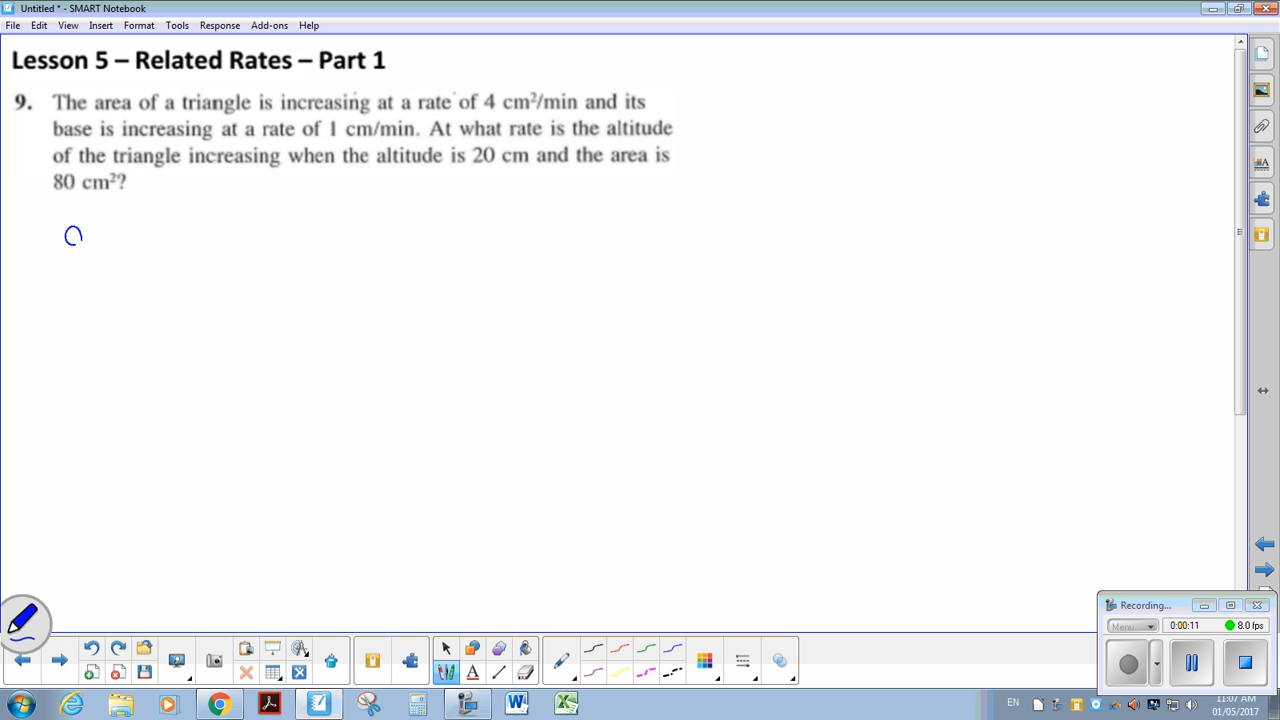 Untitled * - SMART Notebook
File Edit View Insert Format Tools Response Add-ons Help
Lesson 5 – Related Rates – Part 1
9. The area of a triangle is increasing at a rate of 4 cm²/min and its
base is increasing at a rate of 1 cm/min. At what rate is the altitude
of the triangle increasing when the altitude is 20 cm and the area is
80 cm²?
Recording...
Menu 0:00:11 8.0 fps
EN
11:07 AM
01/05/2017